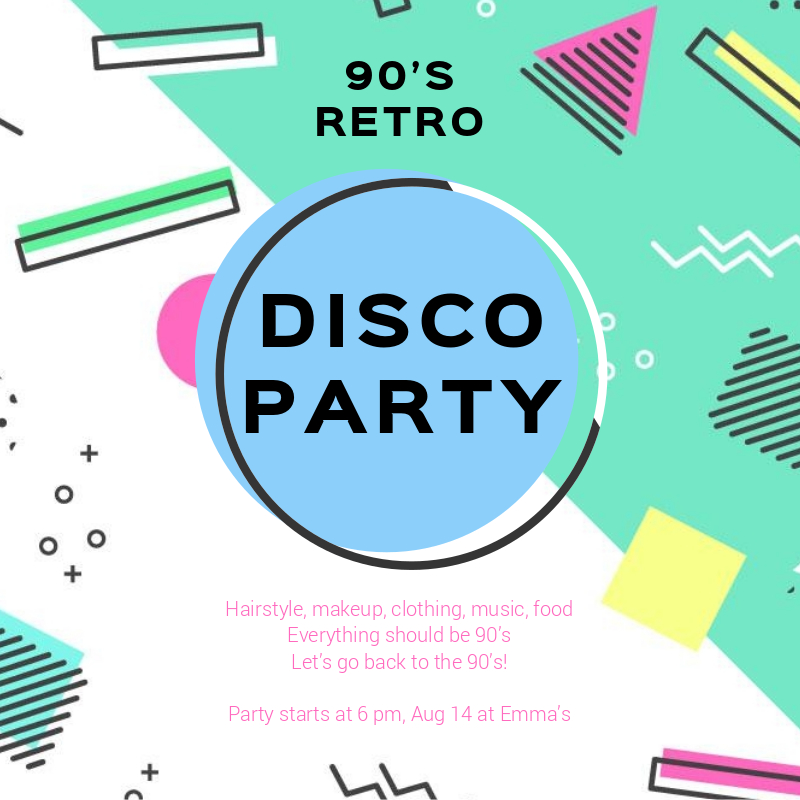 90's
RETRO
DISCO
PARTY
Hairstyle, makeup, clothing, music, food
Everything should be 90's
Let's go back to the 90's!
Party starts at 6 pm, Aug 14 at Emma's